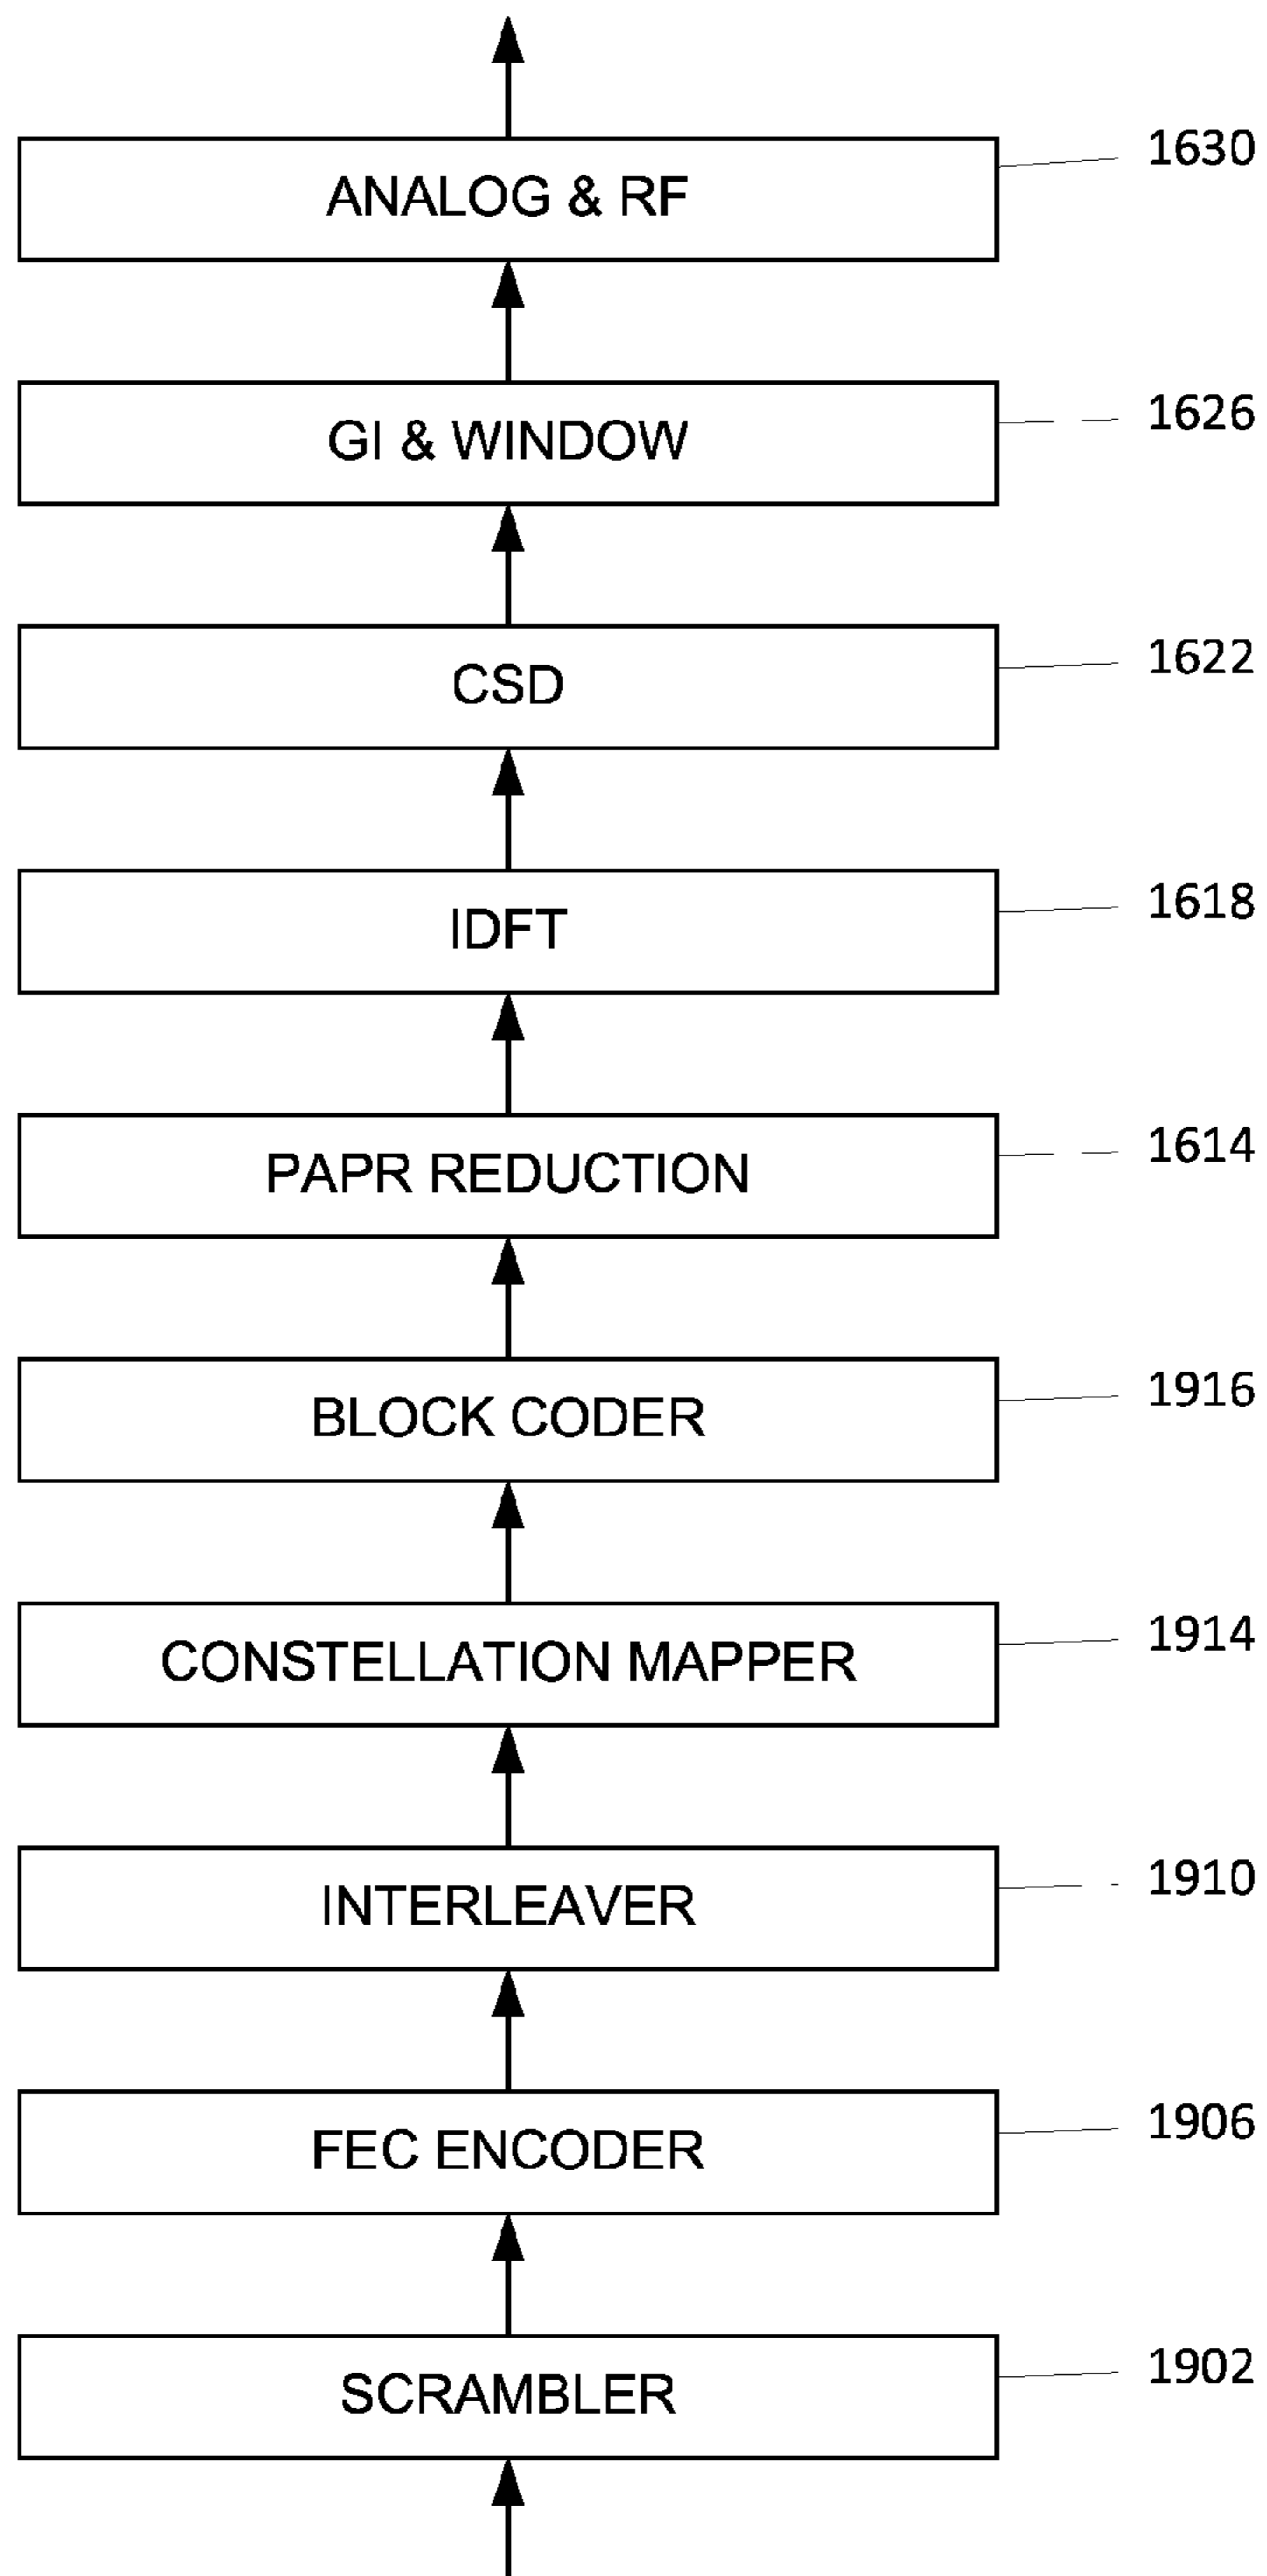 1630
ANALOG & RF
1626
GI & WINDOW
1622
CSD
1618
IDFT
1614
PAPR REDUCTION
1916
BLOCK CODER
1914
CONSTELLATION MAPPER
1910
INTERLEAVER
1906
FEC ENCODER
1902
SCRAMBLER